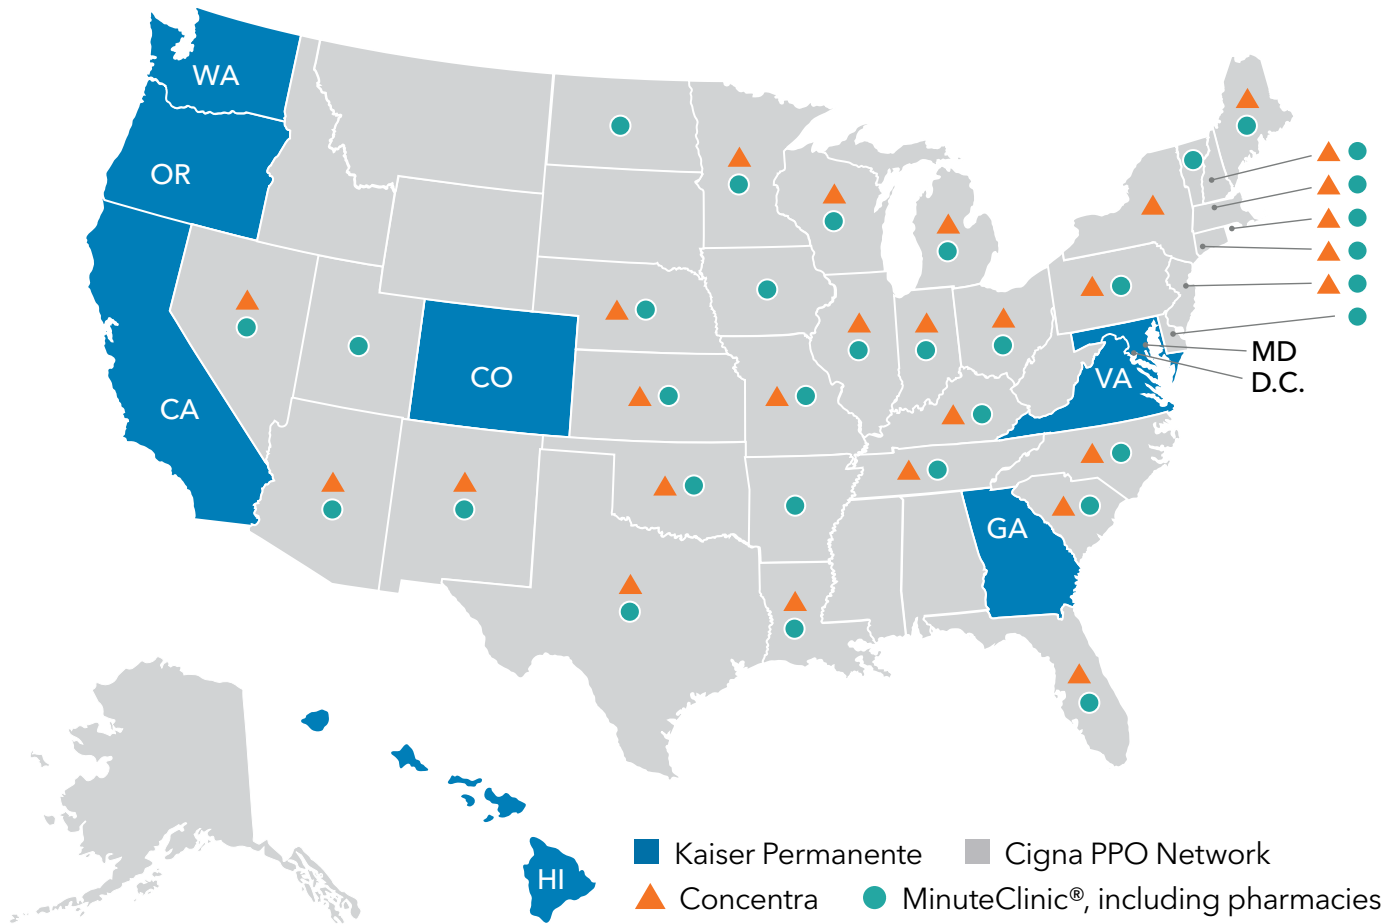 WA
OR
CO
CA
MD
VA
D.C.
GA
HI
Kaiser Permanente
Cigna PPO Network
Concentra
MinuteClinic®, including pharmacies